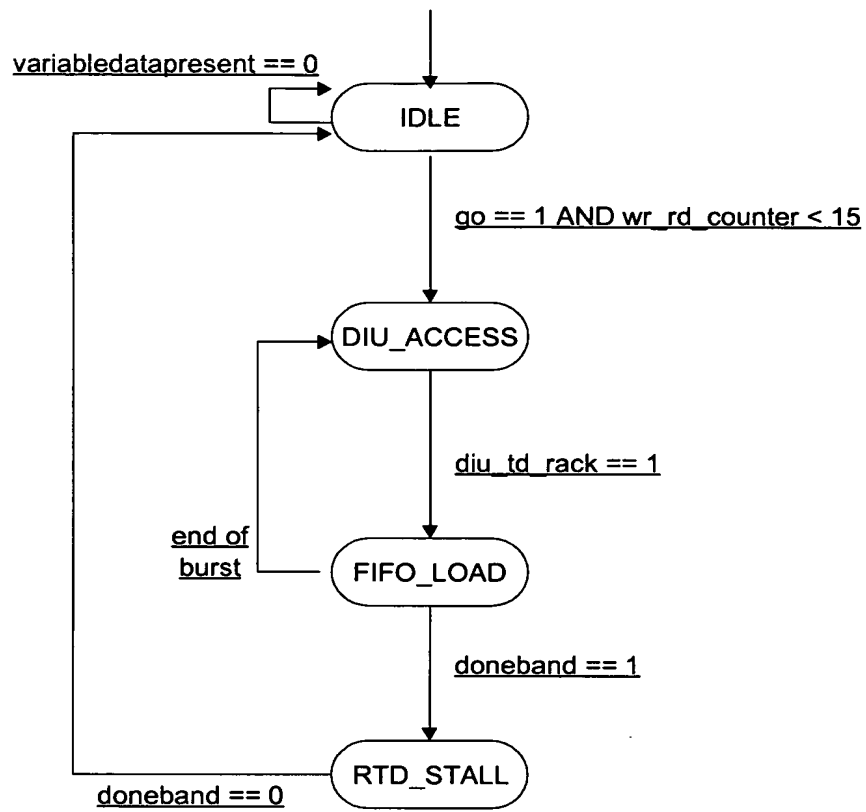 variabledatapresent == 0
IDLE
go == 1 AND wr_rd_counter < 15
DIU_ACCESS
diu_td_rack == 1
end of
burst
FIFO_LOAD
doneband == 1
RTD_STALL
doneband == 0